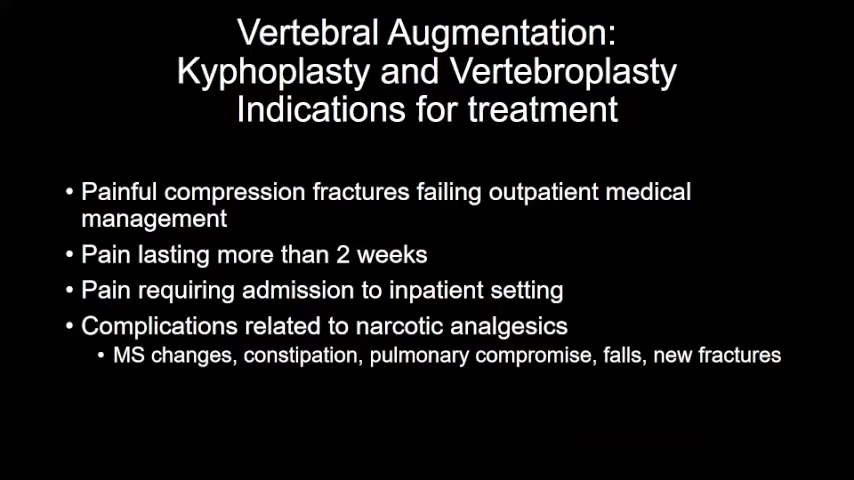 Vertebral Augmentation:
Kyphoplasty and Vertebroplasty
Indications for treatment
• Painful compression fractures failing outpatient medical
management
• Pain lasting more than 2 weeks
• Pain requiring admission to inpatient setting
• Complications related to narcotic analgesics
• MS changes, constipation, pulmonary compromise, falls, new fractures